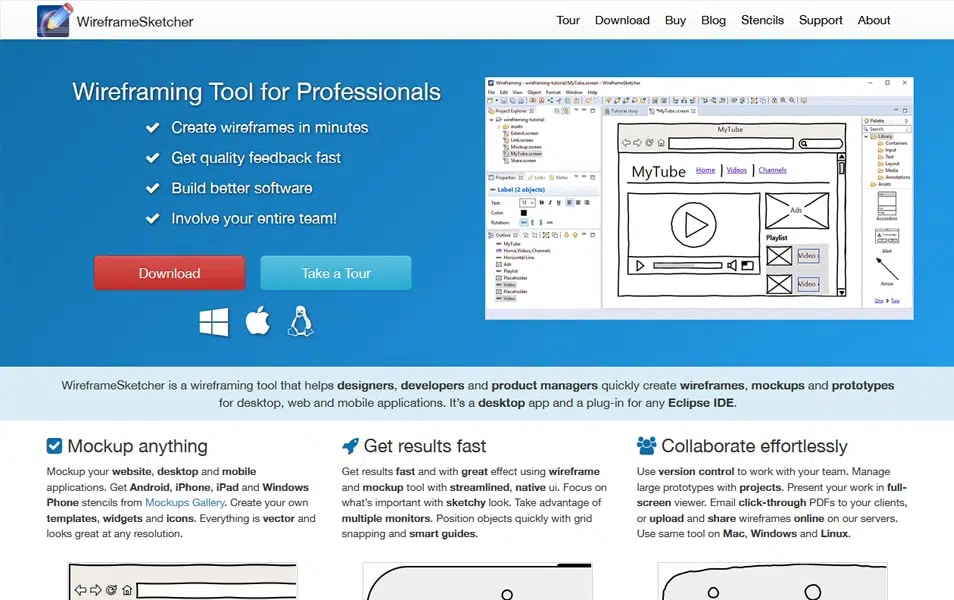 WireframeSketcher
Tour Download Buy Blog Stencils Support About
Wireframing Tool for Professionals
Create wireframes in minutes
Get quality feedback fast
Build better software
Involve your entire team!
Download Take a Tour
Wireframing - wireframing-tutorial/MyTube.screen - WireframeSketcher
File Edit View Object Format Window Help
Project Explorer
wireframing-tutorial
assets
Extend.screen
Link.screen
Mockup.screen
MyTube.screen
Share.screen
Properties Links Notes
Label (2 objects)
Text: 12
Color:
Rotation:
Outline
MyTube
Home,Videos,Channels
Horizontal Line
Ads
Playlist
Placeholder
Video
Placeholder
Video
Tutorial.story *MyTube.screen
MyTube
MyTube Home Videos Channels
Ads
Playlist
Video
Video
Palette
Search
Library
Containers
Input
Text
Layout
Media
Annotations
Assets
Accordion
Alert
Arrow
WireframeSketcher is a wireframing tool that helps designers, developers and product managers quickly create wireframes, mockups and prototypes
for desktop, web and mobile applications. It's a desktop app and a plug-in for any Eclipse IDE.
Mockup anything
Mockup your website, desktop and mobile
applications. Get Android, iPhone, iPad and Windows
Phone stencils from Mockups Gallery. Create your own
templates, widgets and icons. Everything is vector and
looks great at any resolution.
Get results fast
Get results fast and with great effect using wireframe
and mockup tool with streamlined, native ui. Focus on
what's important with sketchy look. Take advantage of
multiple monitors. Position objects quickly with grid
snapping and smart guides.
Collaborate effortlessly
Use version control to work with your team. Manage
large prototypes with projects. Present your work in full-
screen viewer. Email click-through PDFs to your clients,
or upload and share wireframes online on our servers.
Use same tool on Mac, Windows and Linux.